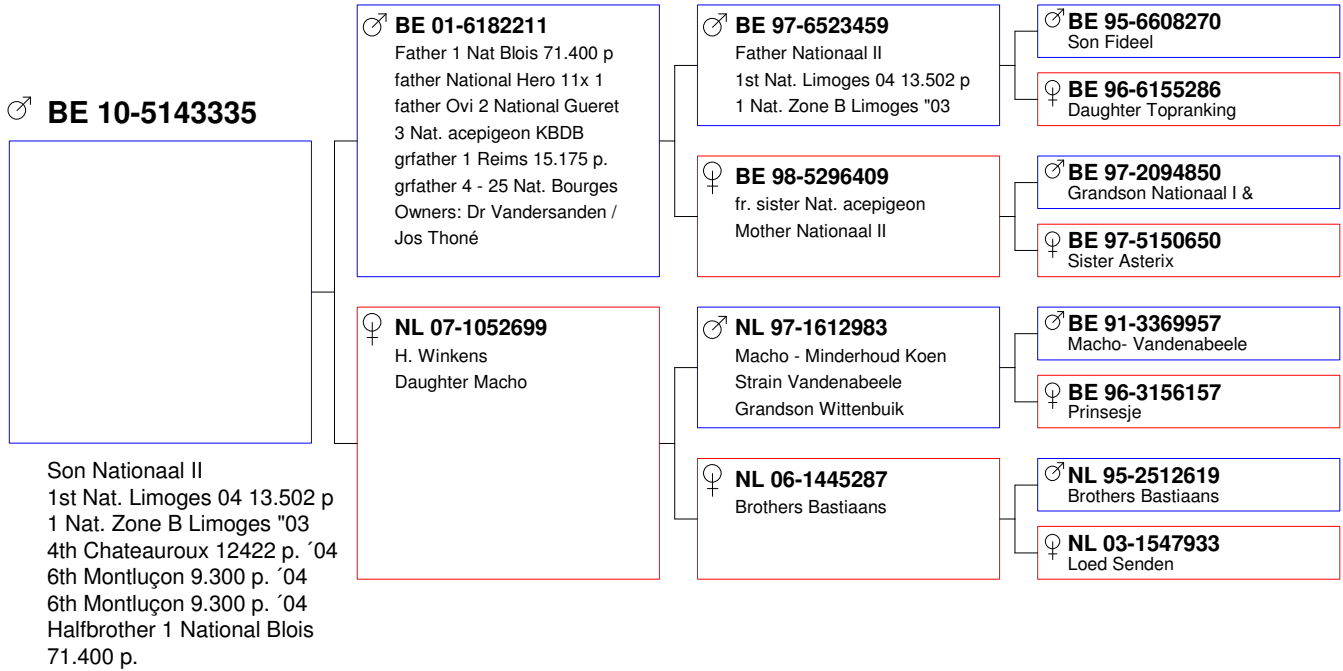 BE 10-5143335
Son Nationaal II
1st Nat. Limoges 04 13.502 p
1 Nat. Zone B Limoges "03
4th Chateauroux 12422 p. ´04
6th Montluçon 9.300 p. ´04
6th Montluçon 9.300 p. ´04
Halfbrother 1 National Blois
71.400 p.
BE 01-6182211
Father 1 Nat Blois 71.400 p
father National Hero 11x 1
father Ovi 2 National Gueret
3 Nat. acepigeon KBDB
grfather 1 Reims 15.175 p.
grfather 4 - 25 Nat. Bourges
Owners: Dr Vandersanden /
Jos Thoné
NL 07-1052699
H. Winkens
Daughter Macho
BE 97-6523459
Father Nationaal II
1st Nat. Limoges 04 13.502 p
1 Nat. Zone B Limoges "03
BE 98-5296409
fr. sister Nat. acepigeon
Mother Nationaal II
NL 97-1612983
Macho - Minderhoud Koen
Strain Vandenabeele
Grandson Wittenbuik
NL 06-1445287
Brothers Bastiaans
BE 95-6608270
Son Fideel
BE 96-6155286
Daughter Topranking
BE 97-2094850
Grandson Nationaal I &
BE 97-5150650
Sister Asterix
BE 91-3369957
Macho- Vandenabeele
BE 96-3156157
Prinsesje
NL 95-2512619
Brothers Bastiaans
NL 03-1547933
Loed Senden